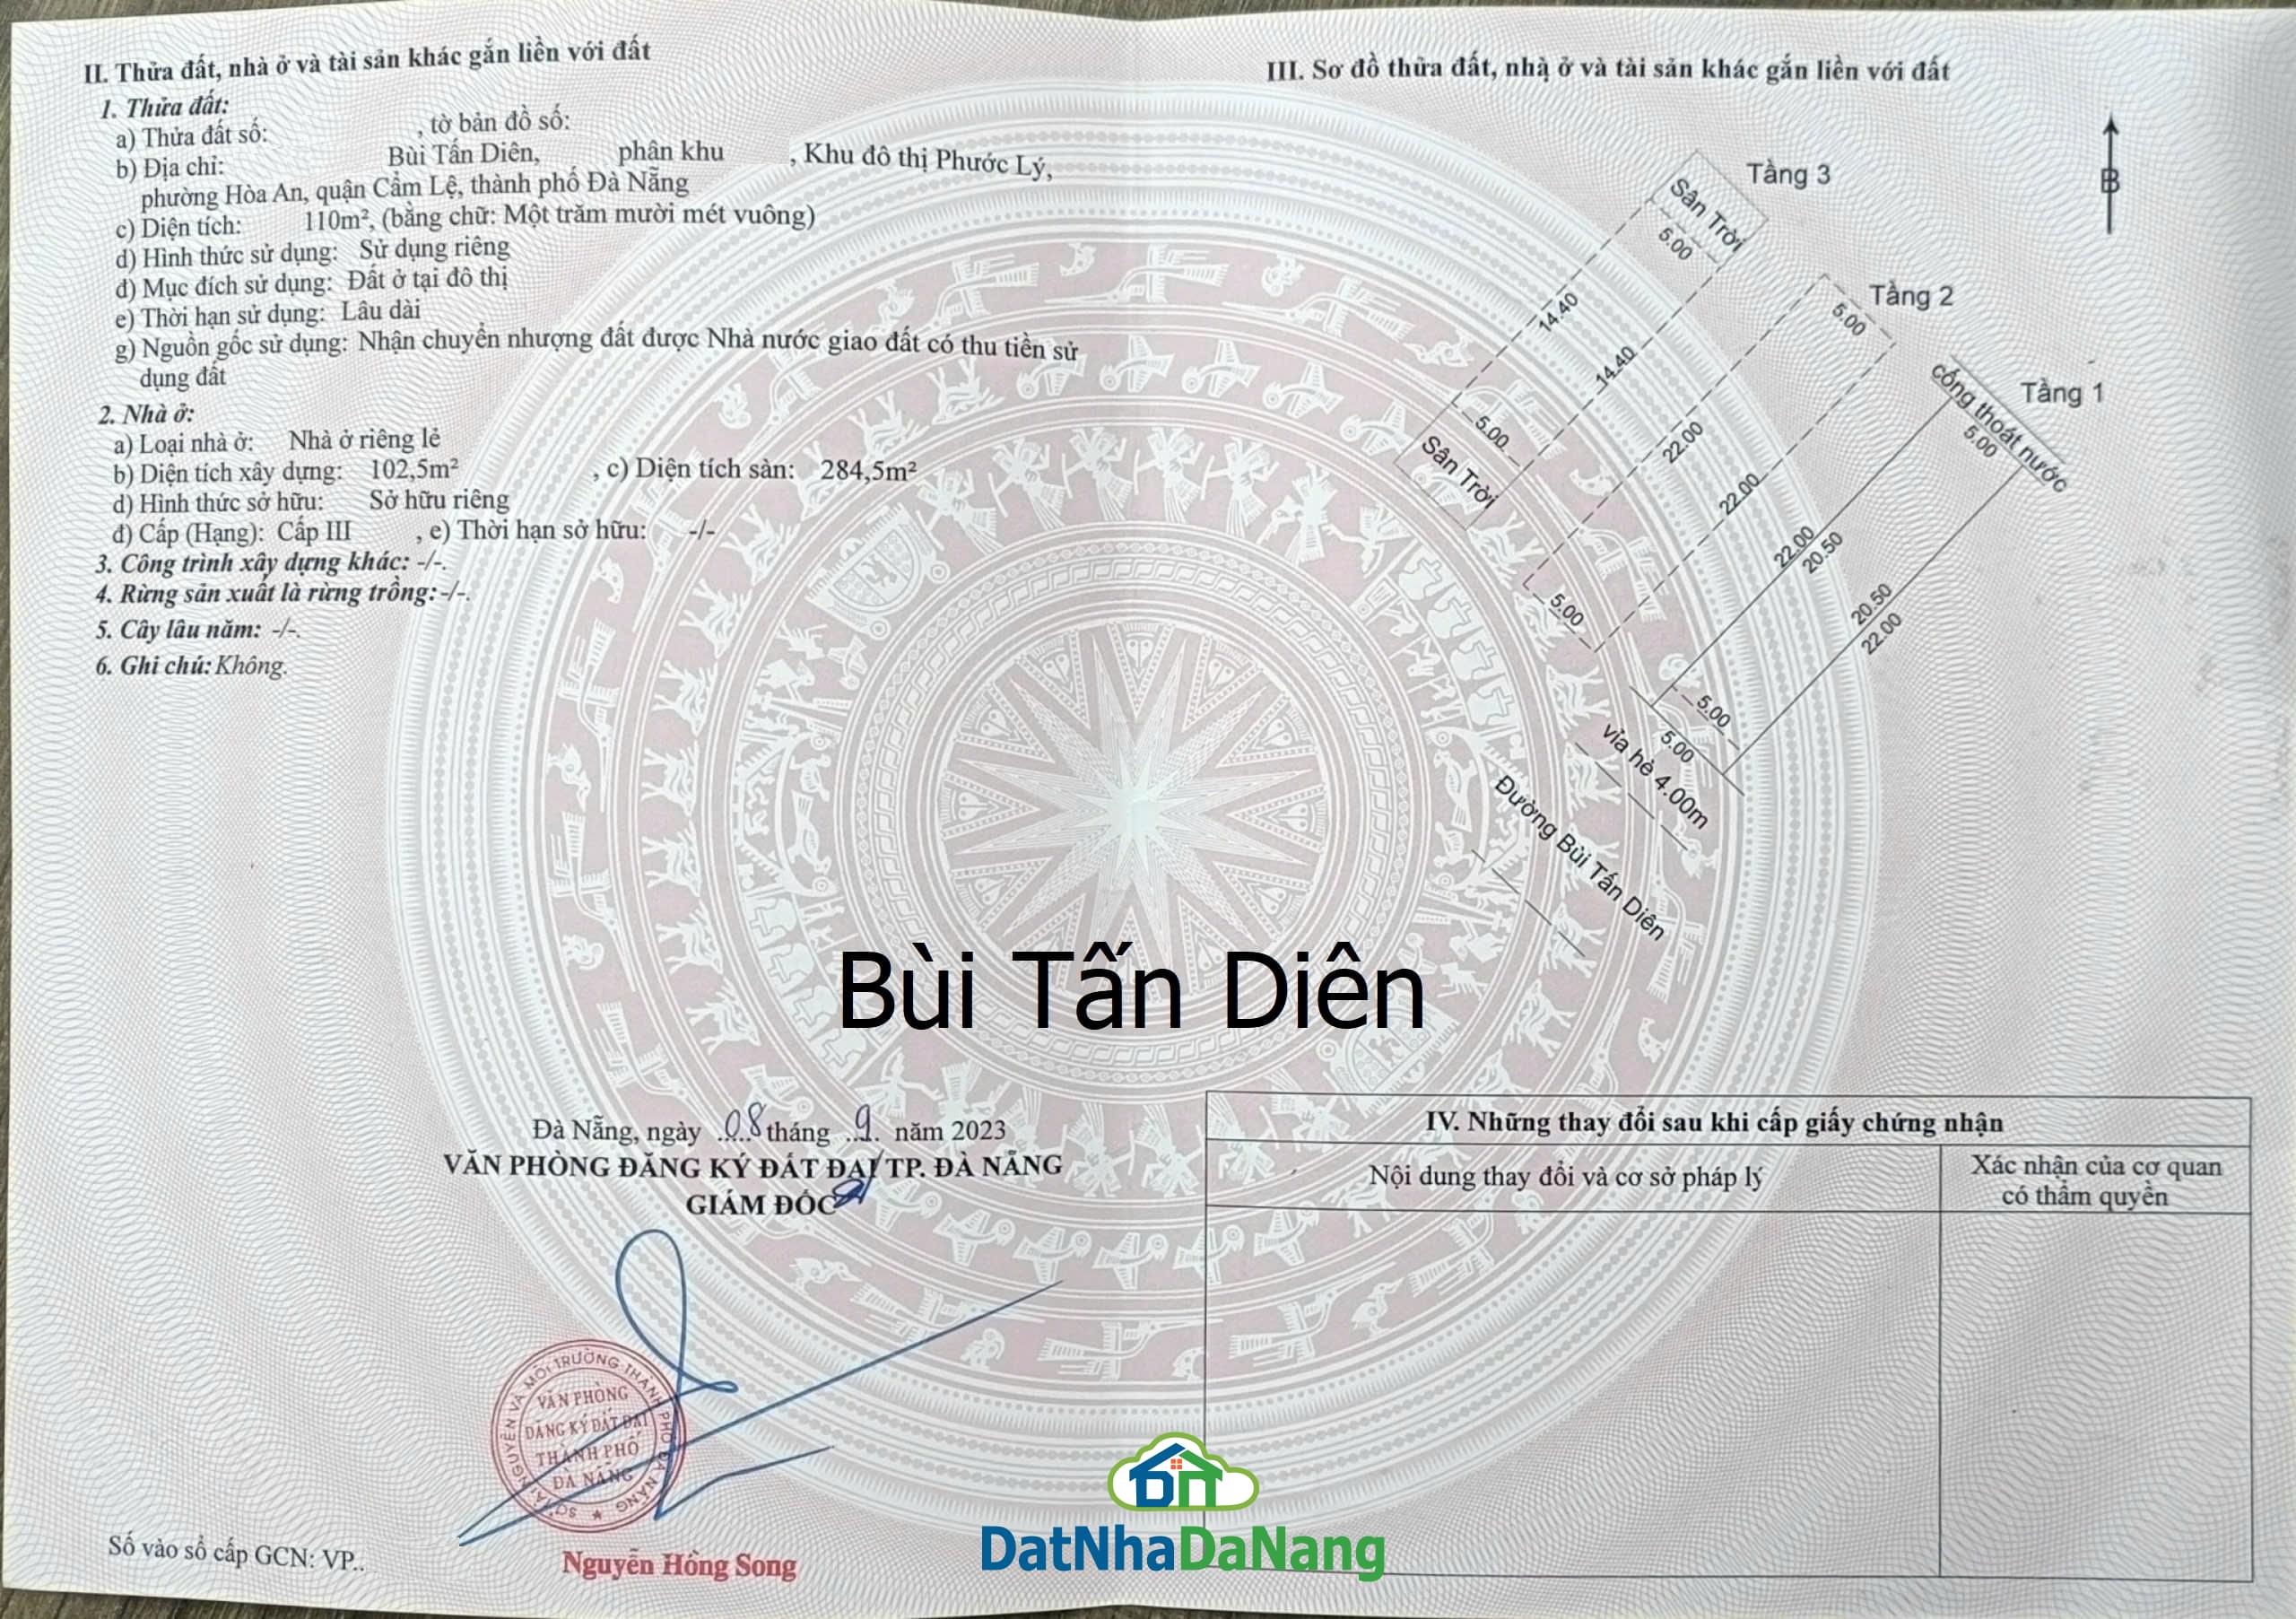 II. Thửa đất, nhà ở và tài sản khác gắn liền với đất
1. Thửa đất:
a) Thửa đất số: , tờ bản đồ số:
b) Địa chỉ: Bùi Tấn Diên, phân khu , Khu đô thị Phước Lý,
phường Hòa An, quận Cẩm Lệ, thành phố Đà Nẵng
c) Diện tích: 110m², (bằng chữ: Một trăm mười mét vuông)
d) Hình thức sử dụng: Sử dụng riêng
đ) Mục đích sử dụng: Đất ở tại đô thị
e) Thời hạn sử dụng: Lâu dài
g) Nguồn gốc sử dụng: Nhận chuyển nhượng đất được Nhà nước giao đất có thu tiền sử
dụng đất
2. Nhà ở:
a) Loại nhà ở: Nhà ở riêng lẻ
b) Diện tích xây dựng: 102,5m² , c) Diện tích sàn: 284,5m²
d) Hình thức sở hữu: Sở hữu riêng
đ) Cấp (Hạng): Cấp III , e) Thời hạn sở hữu: -/-
3. Công trình xây dựng khác: -/-.
4. Rừng sản xuất là rừng trồng: -/-.
5. Cây lâu năm: -/-.
6. Ghi chú: Không.
III. Sơ đồ thửa đất, nhà ở và tài sản khác gắn liền với đất
B
Tầng 3
Sân Trời
5.00
14.40
14.40
5.00
Sân Trời
Tầng 2
5.00
22.00
22.00
5.00
Tầng 1
cống thoát nước
5.00
22.00
20.50
20.50
22.00
5.00
5.00
vỉa hè 4.00m
Đường Bùi Tấn Diên
Bùi Tấn Diên
Đà Nẵng, ngày 08 tháng 9 năm 2023
VĂN PHÒNG ĐĂNG KÝ ĐẤT ĐAI TP. ĐÀ NẴNG
GIÁM ĐỐC
SỞ TÀI NGUYÊN VÀ MÔI TRƯỜNG THÀNH PHỐ ĐÀ NẴNG
VĂN PHÒNG
ĐĂNG KÝ ĐẤT ĐAI
THÀNH PHỐ
ĐÀ NẴNG
Nguyễn Hồng Song
Số vào sổ cấp GCN: VP..
IV. Những thay đổi sau khi cấp giấy chứng nhận
Nội dung thay đổi và cơ sở pháp lý
Xác nhận của cơ quan
có thẩm quyền
DatNhaDaNang